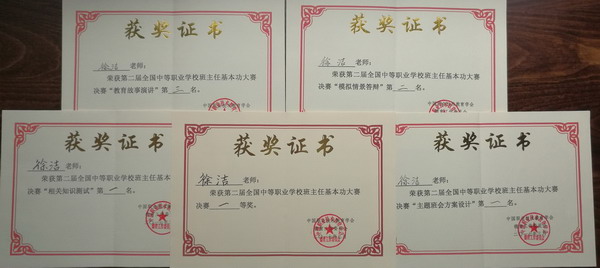 获奖证书
徐洁 老师:
荣获第二届全国中等职业学校班主任基本功大赛
决赛“教育故事演讲”第 三 名。
获奖证书
徐洁 老师:
荣获第二届全国中等职业学校班主任基本功大赛
决赛“模拟情景答辩”第 二 名。
获奖证书
徐洁 老师:
荣获第二届全国中等职业学校班主任基本
决赛“相关知识测试”第 一 名。
获奖证书
徐洁 老师:
荣获第二届全国中等职业学校班主任基本功大赛
决赛 一 等奖。
获奖证书
徐洁 老师:
荣获第二届全国中等职业学校班主任基本功大赛
决赛“主题班会方案设计”第 一 名。